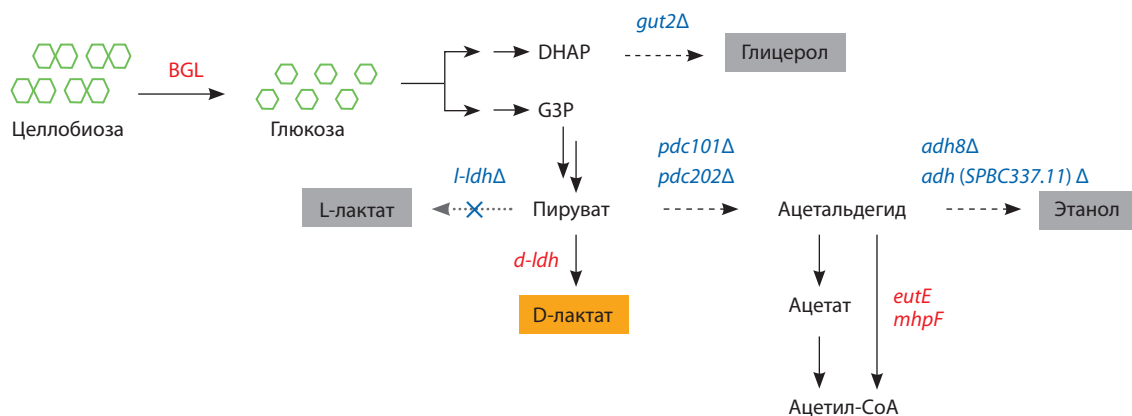 gut2Δ
DHAP
Глицерол
BGL
G3P
Целлобиоза
Глюкоза
pdc101Δ
adh8Δ
l-ldhΔ
pdc202Δ
adh (SPBC337.11) Δ
L-лактат
Пируват
Ацетальдегид
Этанол
d-ldh
D-лактат
Ацетат
eutE
mhpF
Ацетил-CoA